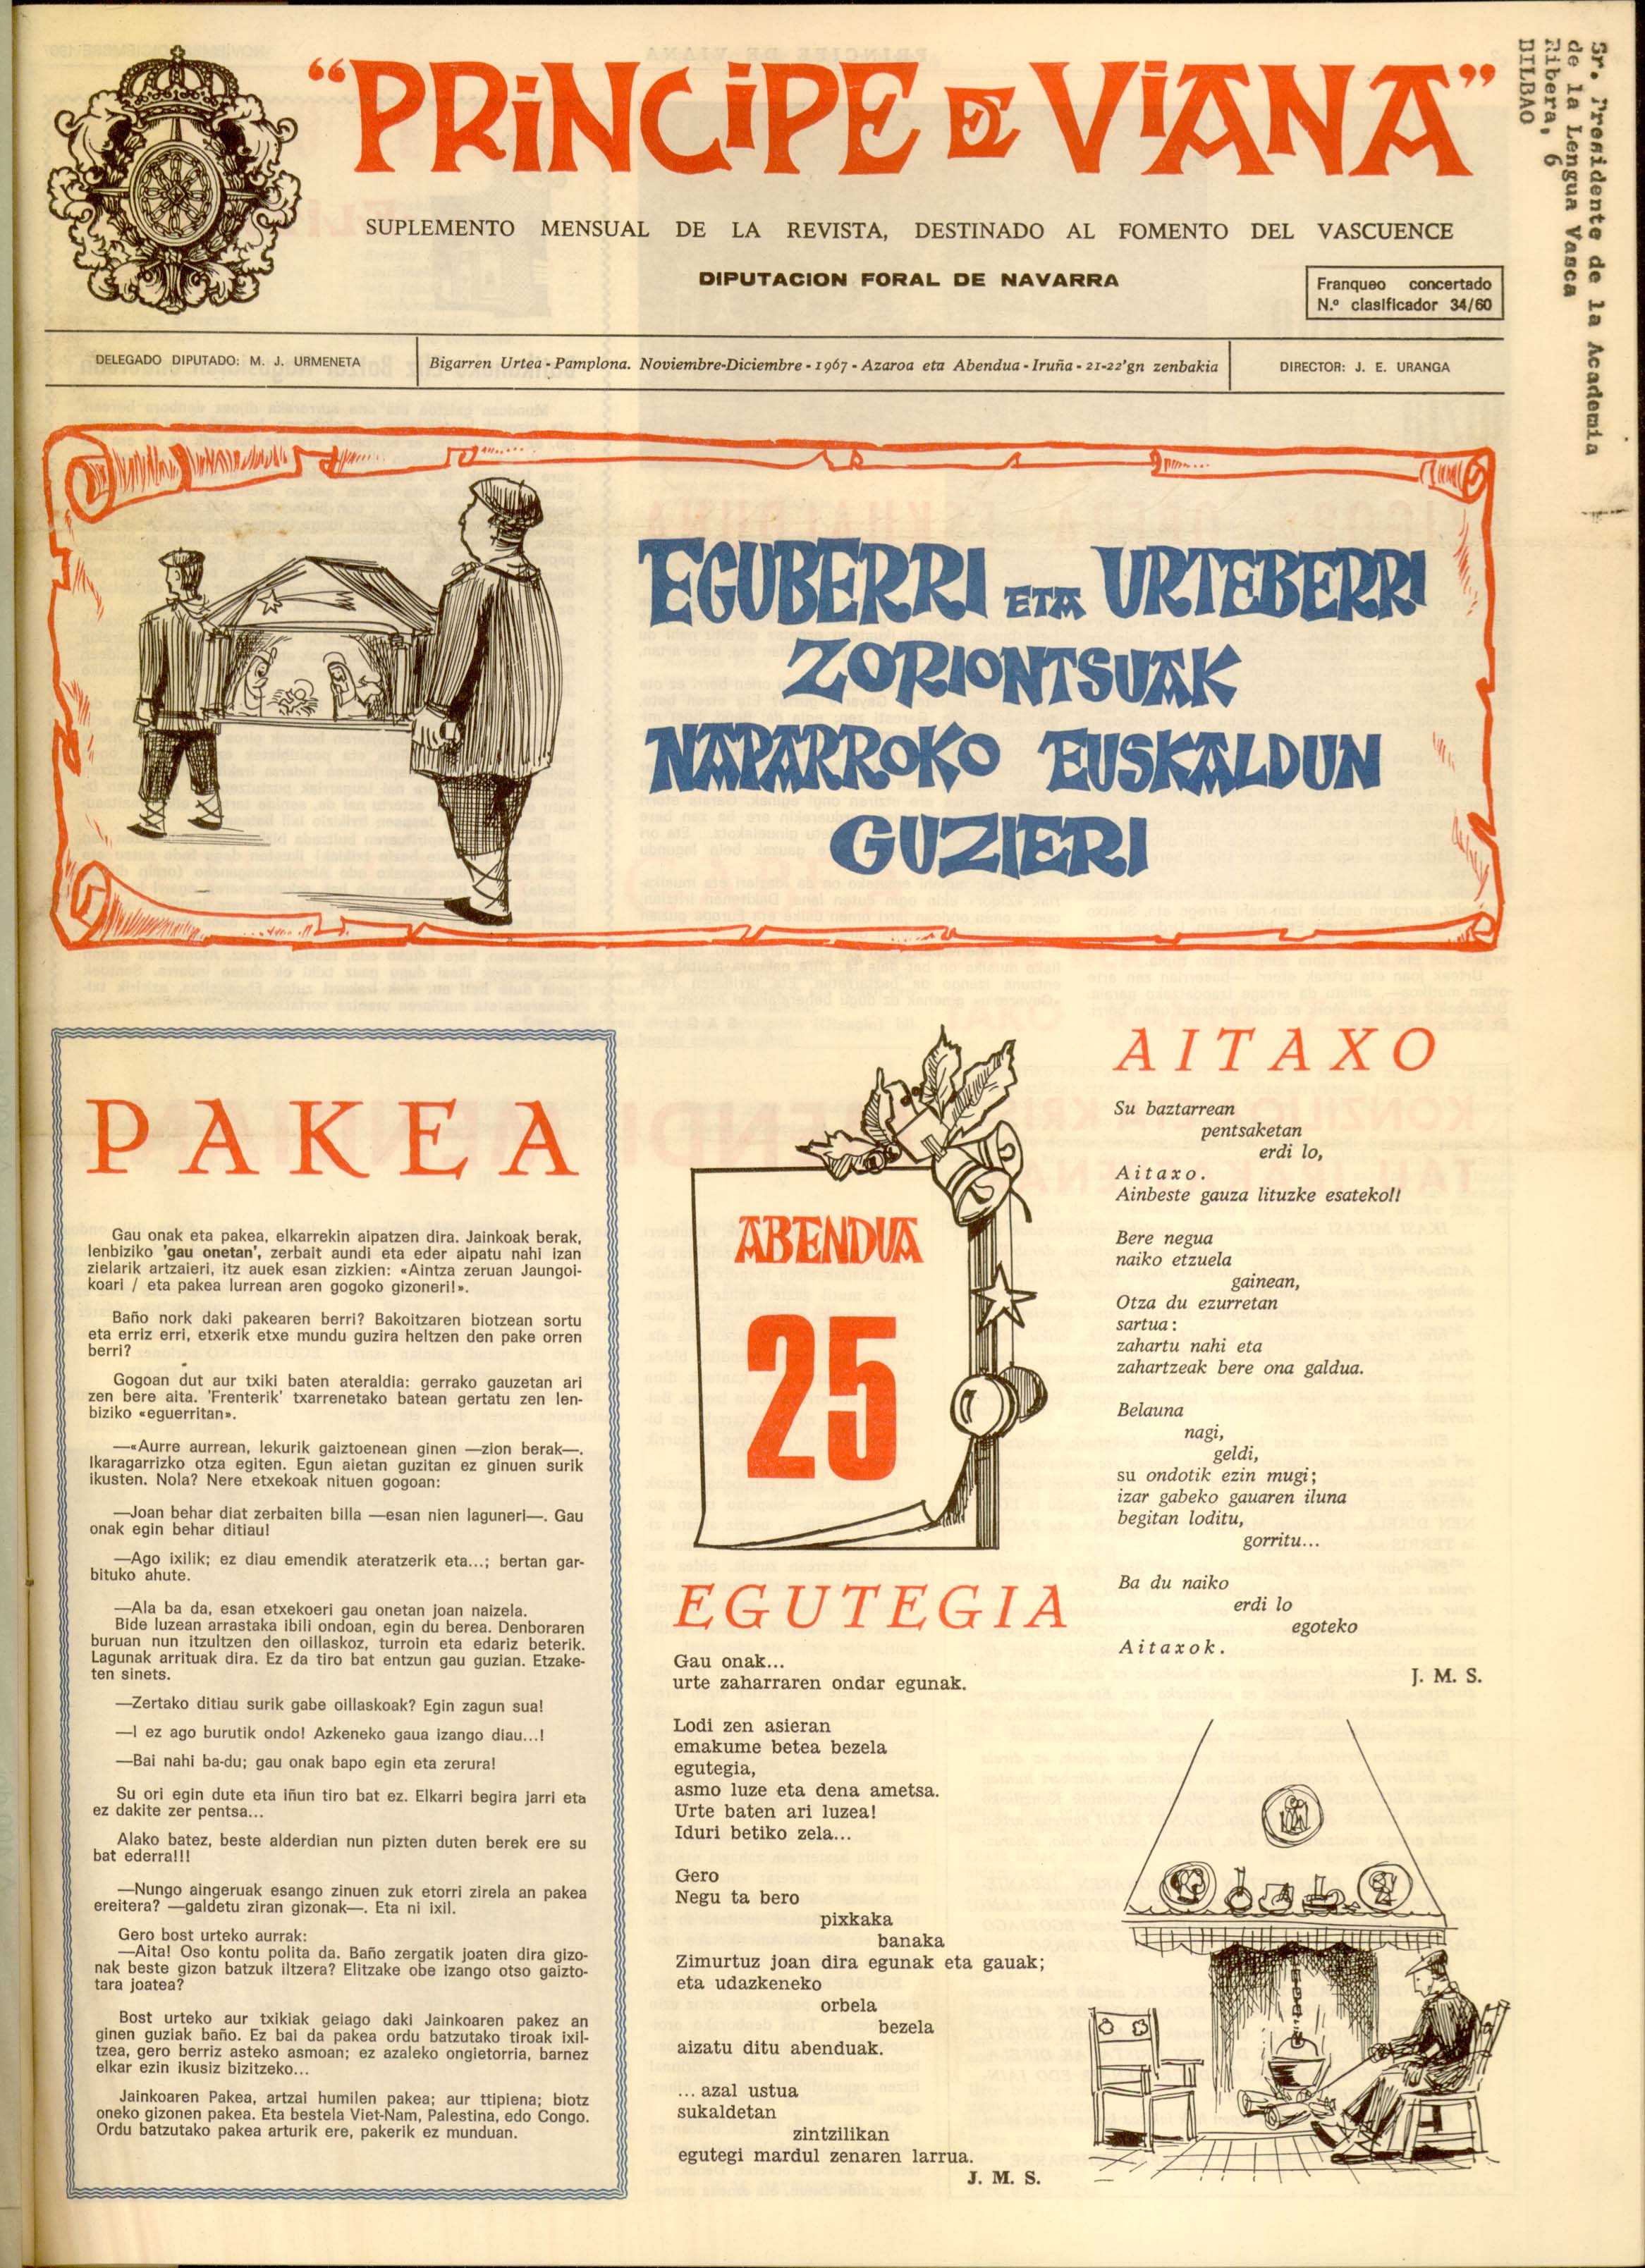 “PRiNCiPE DE ViANA”
SUPLEMENTO MENSUAL DE LA REVISTA, DESTINADO AL FOMENTO DEL VASCUENCE
DIPUTACION FORAL DE NAVARRA
Franqueo concertado
N.º clasificador 34/60
Sr. Presidente de la Academia
de la Lengua Vasca
Ribera, 6
BILBAO
DELEGADO DIPUTADO: M. J. URMENETA
Bigarren Urtea - Pamplona. Noviembre-Diciembre - 1967 - Azaroa eta Abendua - Iruña - 21-22'gn zenbakia
DIRECTOR: J. E. URANGA
EGUBERRI ETA URTEBERRI
ZORIONTSUAK
NAPARROKO EUSKALDUN
GUZIERI
PAKEA
Gau onak eta pakea, elkarrekin aipatzen dira. Jainkoak berak,
lenbiziko 'gau onetan', zerbait aundi eta eder aipatu nahi izan
zielarik artzaieri, itz auek esan zizkien: «Aintza zeruan Jaungoi-
koari / eta pakea lurrean aren gogoko gizoneri!».
Baño nork daki pakearen berri? Bakoitzaren biotzean sortu
eta erriz erri, etxerik etxe mundu guzira heltzen den pake orren
berri?
Gogoan dut aur txiki baten ateraldia: gerrako gauzetan ari
zen bere aita. 'Frenterik' txarrenetako batean gertatu zen len-
biziko «eguerritan».
—«Aurre aurrean, lekurik gaiztoenean ginen —zion berak—.
Ikaragarrizko otza egiten. Egun aietan guzitan ez ginuen surik
ikusten. Nola? Nere etxekoak nituen gogoan:
—Joan behar diat zerbaiten billa —esan nien laguneri—. Gau
onak egin behar ditiau!
—Ago ixilik; ez diau emendik ateratzerik eta...; bertan gar-
bituko ahute.
—Ala ba da, esan etxekoeri gau onetan joan naizela.
Bide luzean arrastaka ibili ondoan, egin du berea. Denboraren
buruan nun itzultzen den oillaskoz, turroin eta edariz beterik.
Lagunak arrituak dira. Ez da tiro bat entzun gau guzian. Etzake-
ten sinets.
—Zertako ditiau surik gabe oillaskoak? Egin zagun sua!
—I ez ago burutik ondo! Azkeneko gaua izango diau...!
—Bai nahi ba-du; gau onak bapo egin eta zerura!
Su ori egin dute eta iñun tiro bat ez. Elkarri begira jarri eta
ez dakite zer pentsa...
Alako batez, beste alderdian nun pizten duten berek ere su
bat ederra!!!
—Nungo aingeruak esango zinuen zuk etorri zirela an pakea
ereitera? —galdetu ziran gizonak—. Eta ni ixil.
Gero bost urteko aurrak:
—Aita! Oso kontu polita da. Baño zergatik joaten dira gizo-
nak beste gizon batzuk iltzera? Elitzake obe izango otso gaizto-
tara joatea?
Bost urteko aur txikiak geiago daki Jainkoaren pakez an
ginen guziak baño. Ez bai da pakea ordu batzutako tiroak ixil-
tzea, gero berriz asteko asmoan; ez azaleko ongietorria, barnez
elkar ezin ikusiz bizitzeko...
Jainkoaren Pakea, artzai humilen pakea; aur ttipiena; biotz
oneko gizonen pakea. Eta bestela Viet-Nam, Palestina, edo Congo.
Ordu batzutako pakea arturik ere, pakerik ez munduan.
ABENDUA
25
EGUTEGIA
Gau onak...
urte zaharraren ondar egunak.
Lodi zen asieran
emakume betea bezela
egutegia,
asmo luze eta dena ametsa.
Urte baten ari luzea!
Iduri betiko zela...
Gero
Negu ta bero
pixkaka
banaka
Zimurtuz joan dira egunak eta gauak;
eta udazkeneko
orbela
bezela
aizatu ditu abenduak.
... azal ustua
sukaldetan
zintzilikan
egutegi mardul zenaren larrua.
J. M. S.
AITAXO
Su baztarrean
pentsaketan
erdi lo,
Aitaxo.
Ainbeste gauza lituzke esateko!!
Bere negua
naiko etzuela
gainean,
Otza du ezurretan
sartua:
zahartu nahi eta
zahartzeak bere ona galdua.
Belauna
nagi,
geldi,
su ondotik ezin mugi;
izar gabeko gauaren iluna
begitan loditu,
gorritu...
Ba du naiko
erdi lo
egoteko
Aitaxok.
J. M. S.